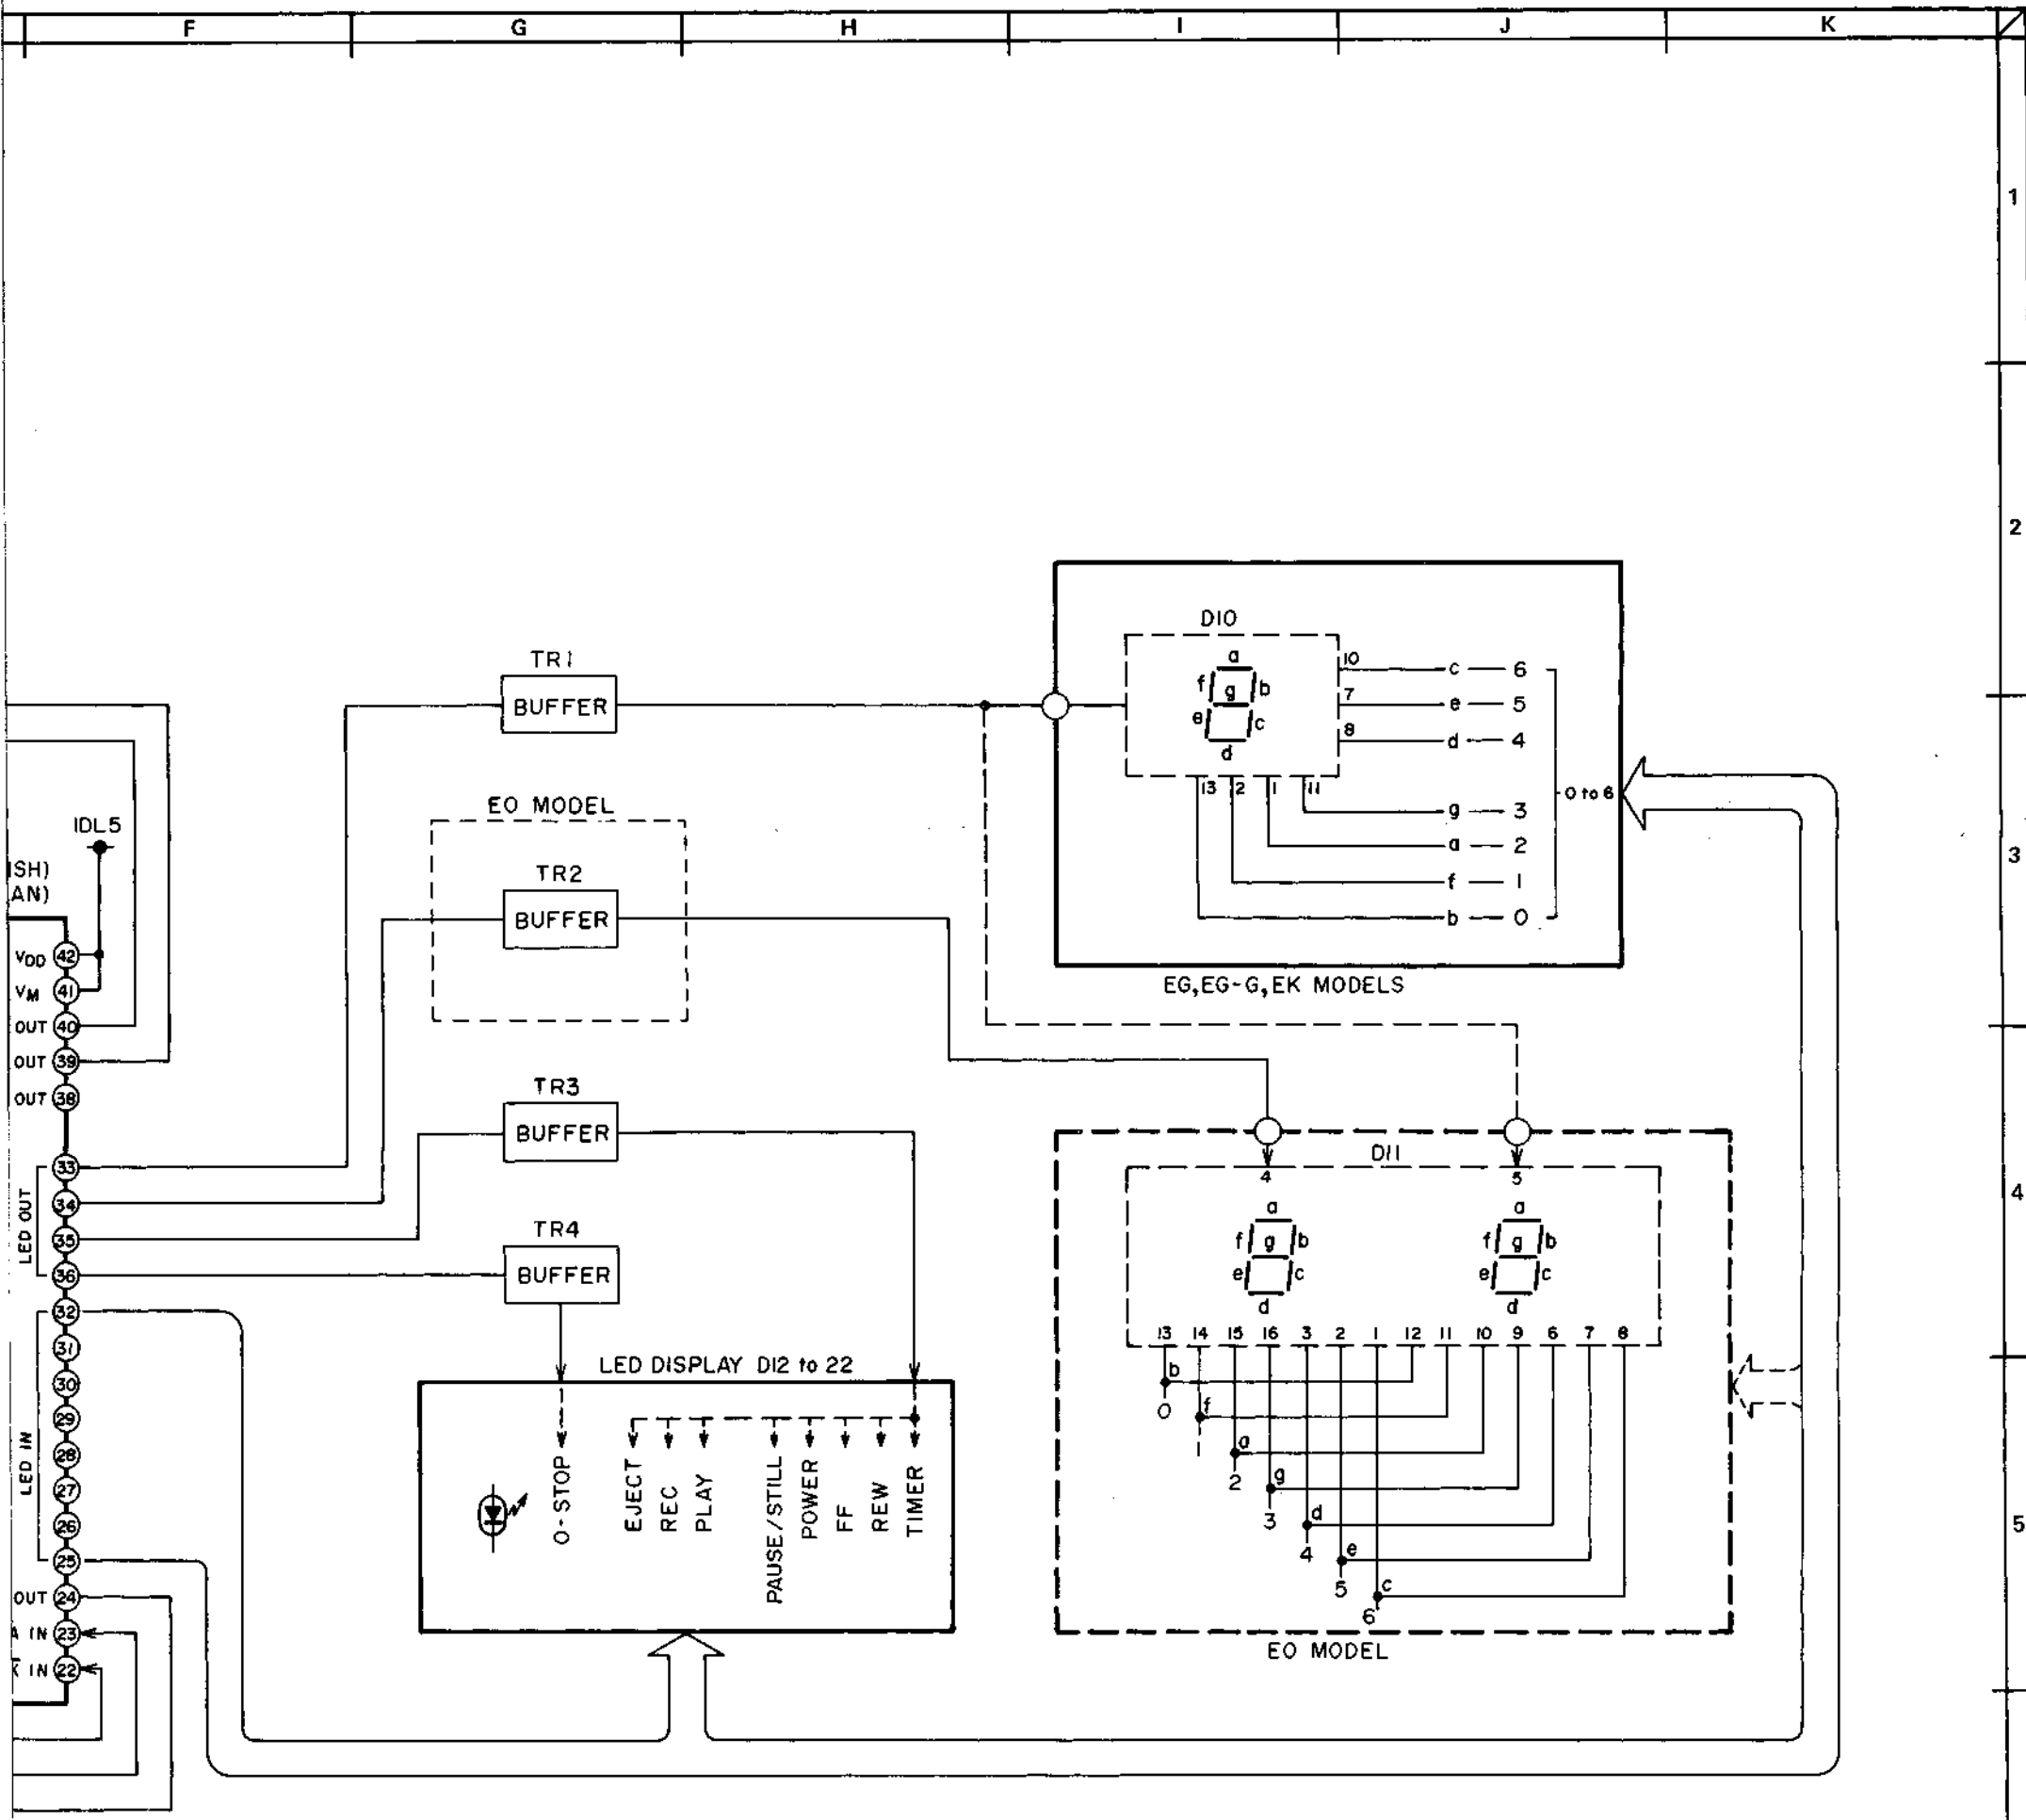 F G H I J K
1
2
3
4
5
D10
a
f g b
e c
d
10 c 6
7 e 5
8 d 4
13 2 1 11
g 3
a 2
f 1
b 0
0 to 6
EG,EG-G,EK MODELS
TR1
BUFFER
EO MODEL
TR2
BUFFER
TR3
BUFFER
TR4
BUFFER
IDL5
ISH)
AN)
VDD 42
VM 41
OUT 40
OUT 39
OUT 38
LED OUT
33
34
35
36
LED IN
32
31
30
29
28
27
26
25
OUT 24
A IN 23
K IN 22
LED DISPLAY D12 to 22
O-STOP
EJECT
REC
PLAY
PAUSE/STILL
POWER
FF
REW
TIMER
D11
4 5
a a
f g b f g b
e c e c
d d
13 14 15 16 3 2 1 12 11 10 9 6 7 8
b
0
f
a
2
g
3
d
4
e
5
c
6
EO MODEL